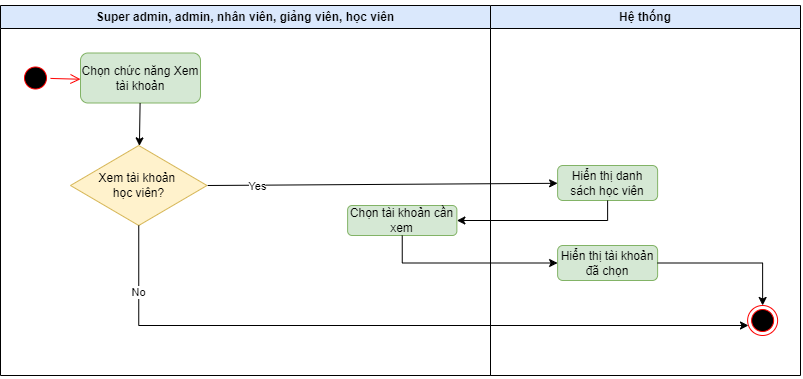 Super admin, admin, nhân viên, giảng viên, học viên
Hệ thống
Chọn chức năng Xem
tài khoản
Xem tài khoản
học viên?
Yes
Hiển thị danh
sách học viên
Chọn tài khoản cần
xem
Hiển thị tài khoản
đã chọn
No